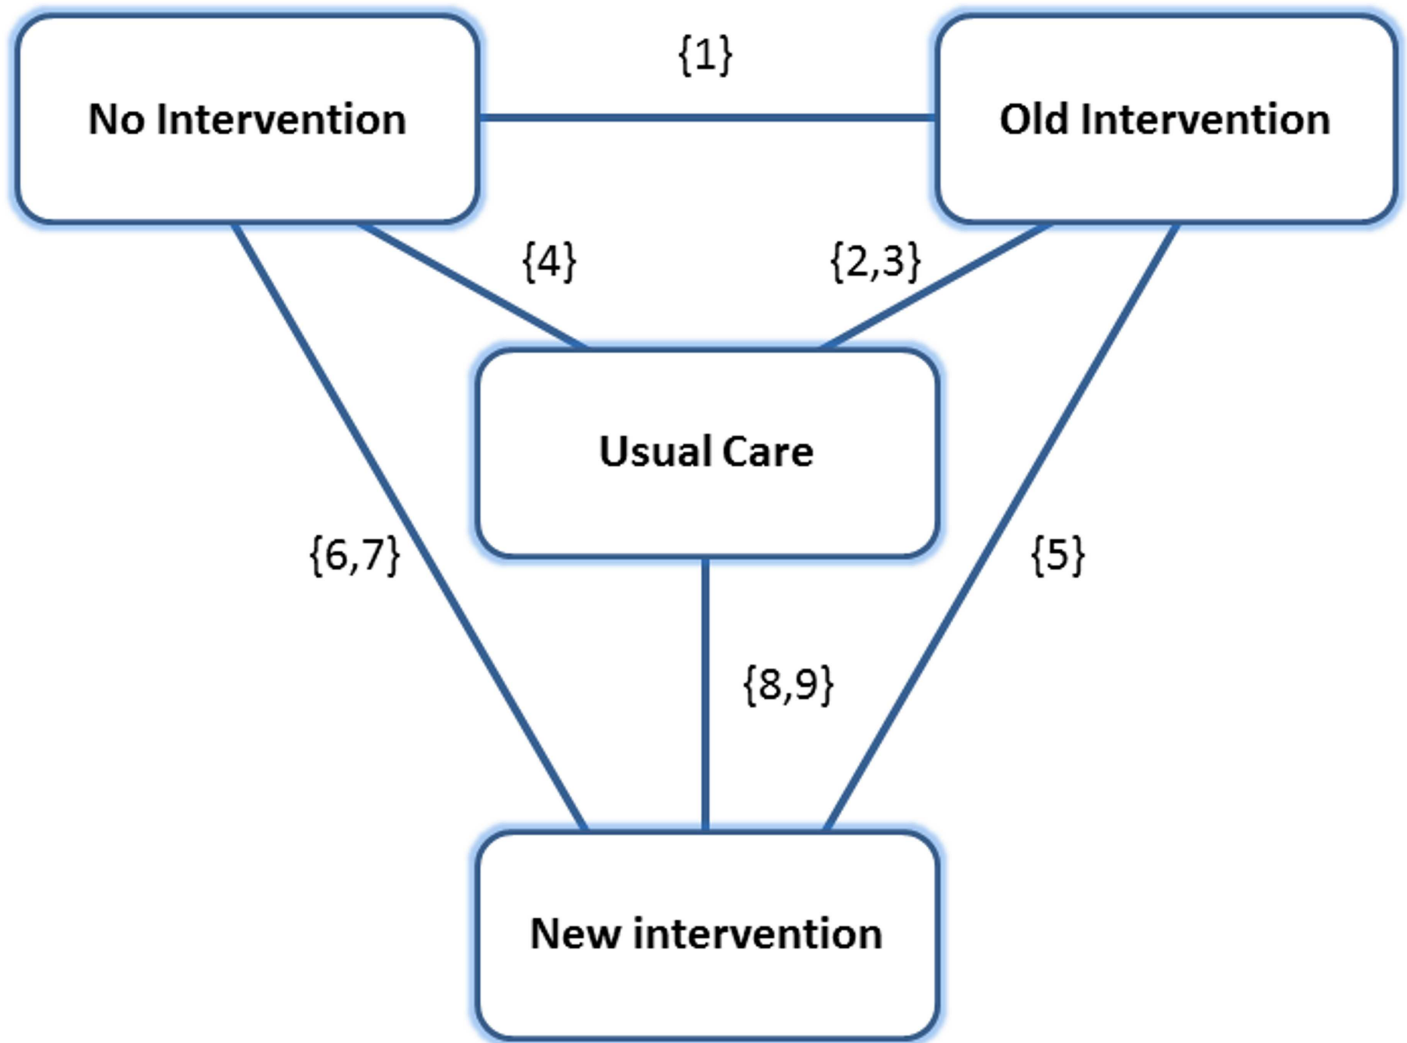 {1}
No Intervention
Old Intervention
{4}
{2,3}
Usual Care
{6,7}
{5}
{8,9}
New intervention